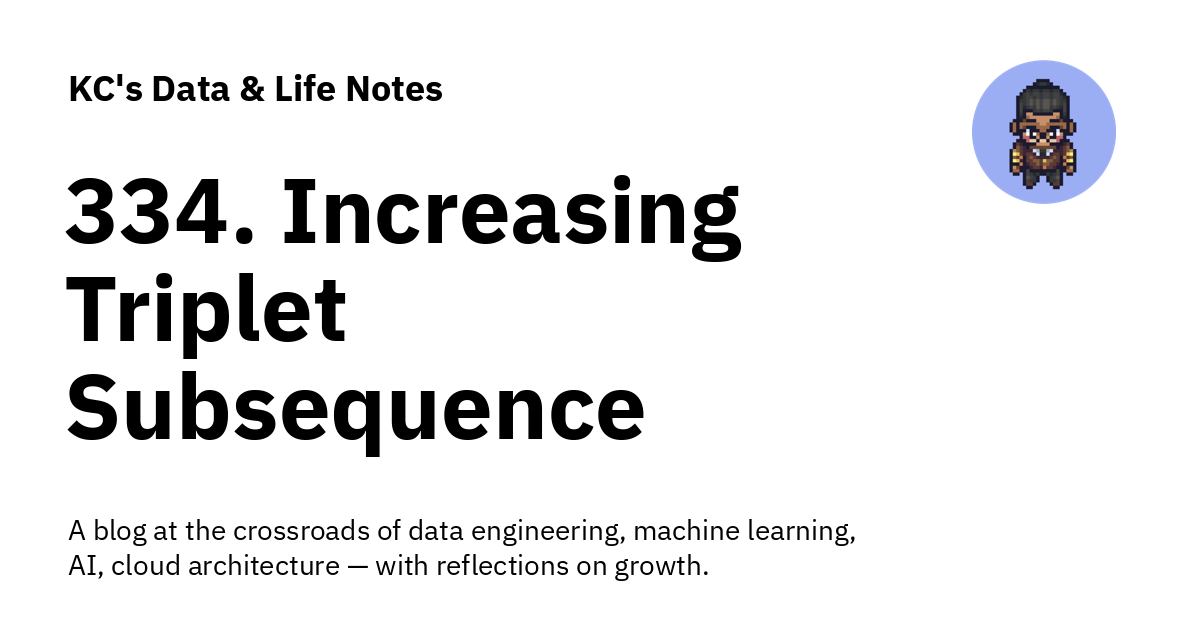 KC's Data & Life Notes
334. Increasing
Triplet
Subsequence
A blog at the crossroads of data engineering, machine learning,
AI, cloud architecture — with reflections on growth.